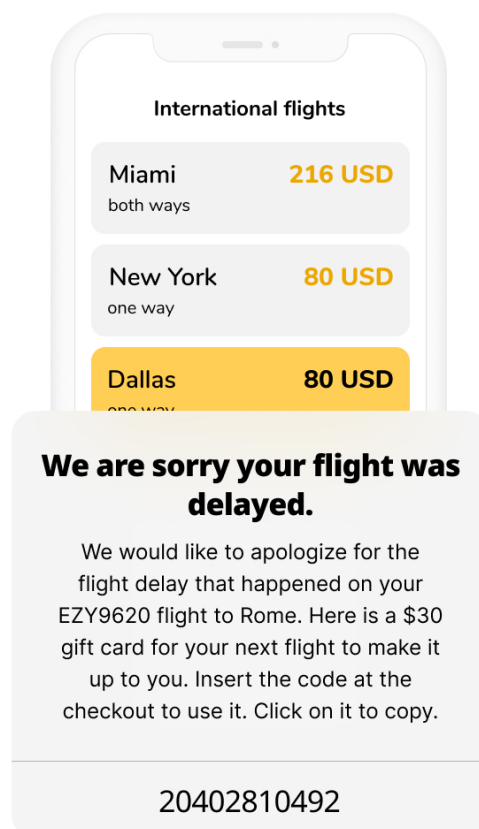 International flights
Miami 216 USD
both ways
New York 80 USD
one way
Dallas 80 USD
one way
We are sorry your flight was
delayed.
We would like to apologize for the
flight delay that happened on your
EZY9620 flight to Rome. Here is a $30
gift card for your next flight to make it
up to you. Insert the code at the
checkout to use it. Click on it to copy.
20402810492